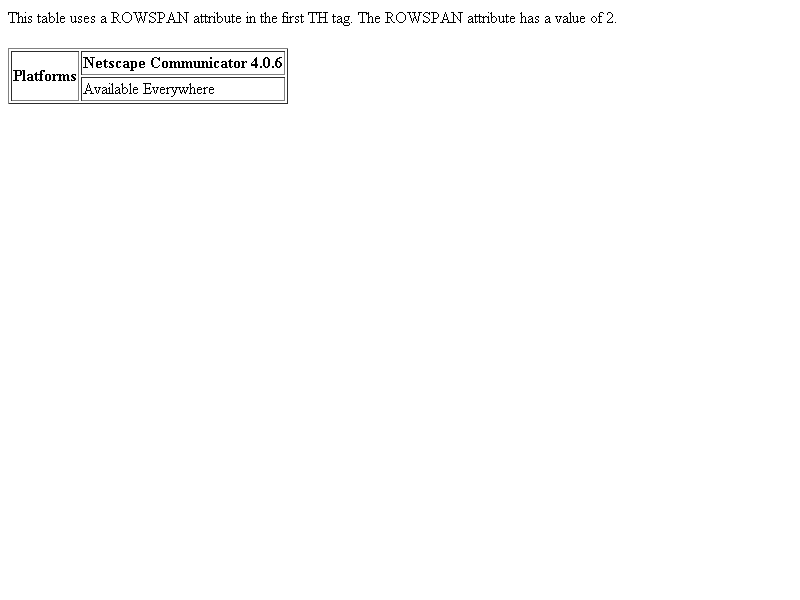 This table uses a ROWSPAN attribute in the first TH tag. The ROWSPAN attribute has a value of 2.
Platforms
Netscape Communicator 4.0.6
Available Everywhere